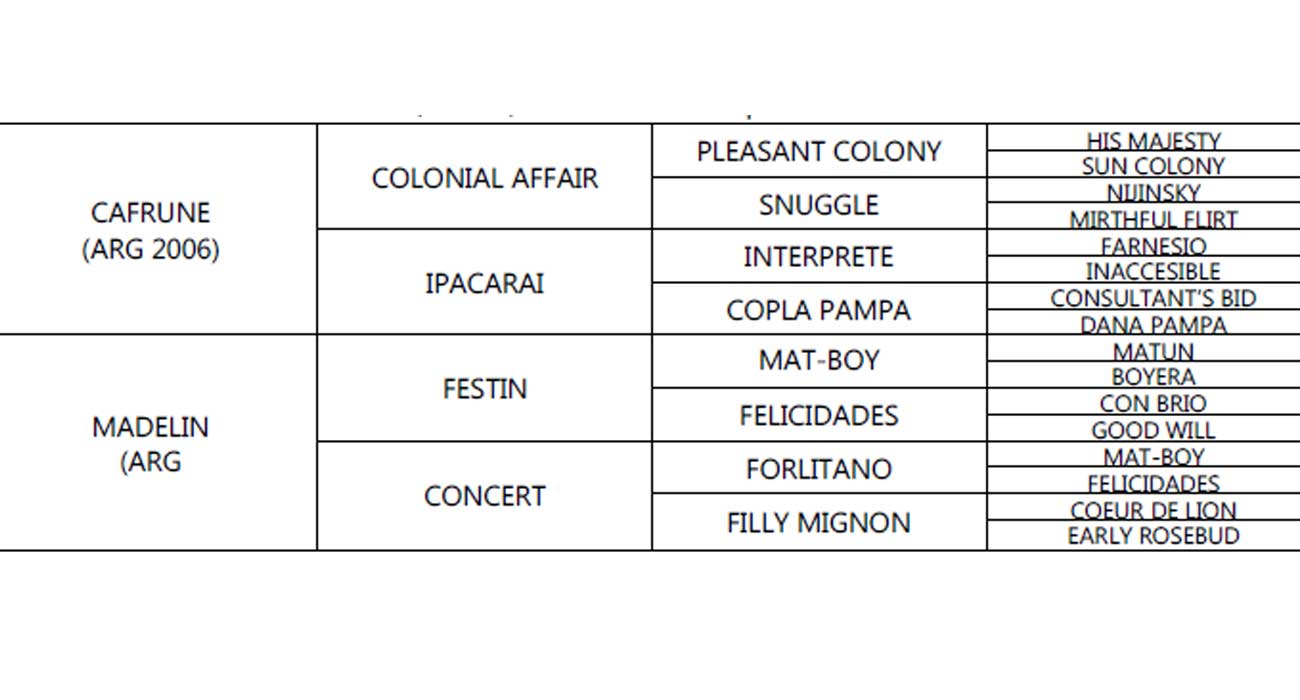 CAFRUNE
(ARG 2006)
COLONIAL AFFAIR
PLEASANT COLONY
HIS MAJESTY
SUN COLONY
SNUGGLE
NIJINSKY
MIRTHFUL FLIRT
IPACARAI
INTERPRETE
FARNESIO
INACCESIBLE
COPLA PAMPA
CONSULTANT'S BID
DANA PAMPA
MADELIN
(ARG
FESTIN
MAT-BOY
MATUN
BOYERA
FELICIDADES
CON BRIO
GOOD WILL
CONCERT
FORLITANO
MAT-BOY
FELICIDADES
FILLY MIGNON
COEUR DE LION
EARLY ROSEBUD